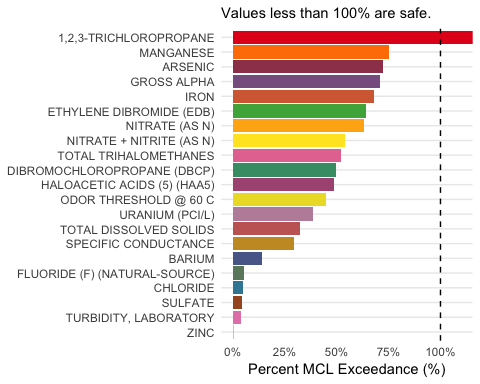 Values less than 100% are safe.
1,2,3-TRICHLOROPROPANE
MANGANESE
ARSENIC
GROSS ALPHA
IRON
ETHYLENE DIBROMIDE (EDB)
NITRATE (AS N)
NITRATE + NITRITE (AS N)
TOTAL TRIHALOMETHANES
DIBROMOCHLOROPROPANE (DBCP)
HALOACETIC ACIDS (5) (HAA5)
ODOR THRESHOLD @ 60 C
URANIUM (PCI/L)
TOTAL DISSOLVED SOLIDS
SPECIFIC CONDUCTANCE
BARIUM
FLUORIDE (F) (NATURAL-SOURCE)
CHLORIDE
SULFATE
TURBIDITY, LABORATORY
ZINC
0% 25% 50% 75% 100%
Percent MCL Exceedance (%)